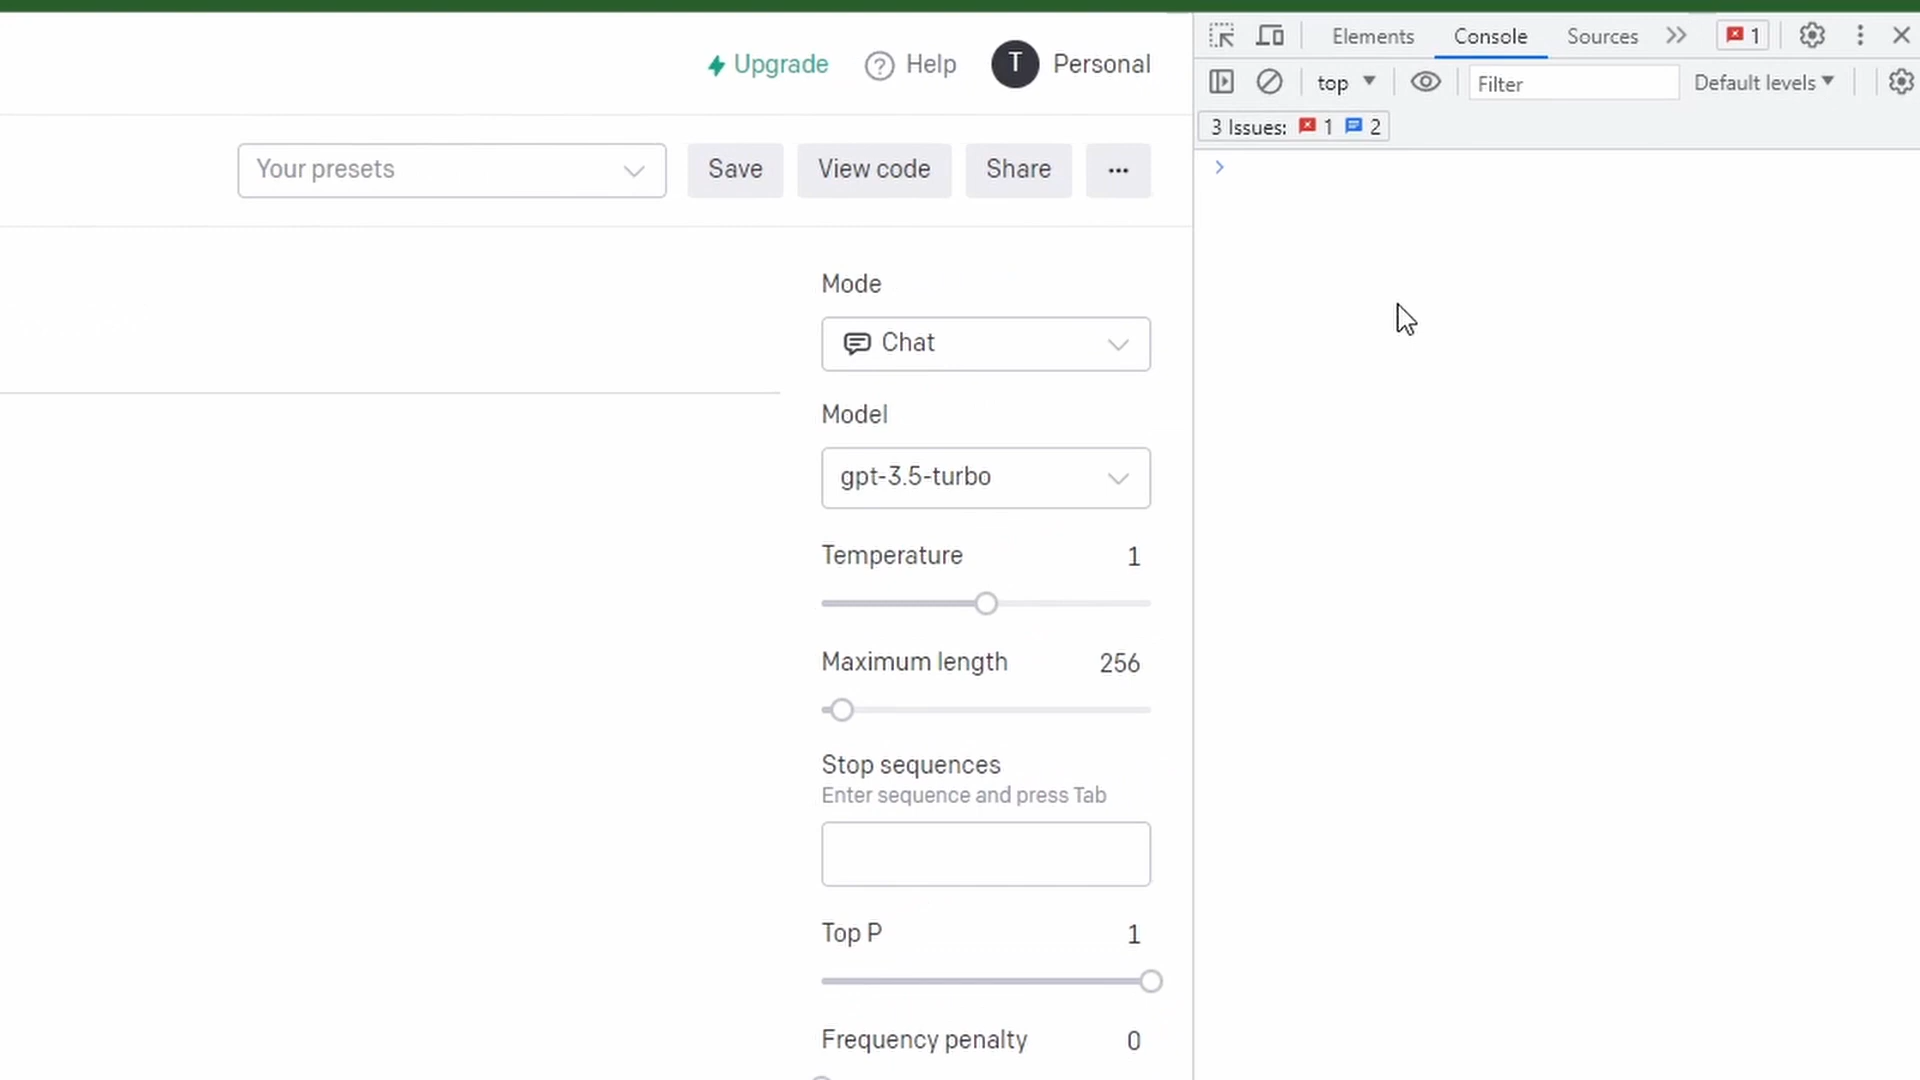 Upgrade
Help
T
Personal
Your presets
Save
View code
Share
...
Mode
Chat
Model
gpt-3.5-turbo
Temperature 1
Maximum length 256
Stop sequences
Enter sequence and press Tab
Top P 1
Frequency penalty 0
Elements
Console
Sources
1
top
Filter
Default levels
3 Issues: 1 2